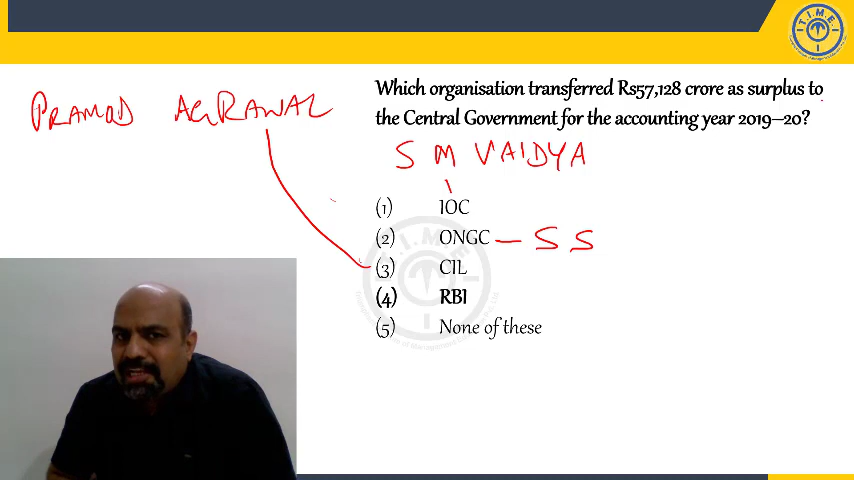 T.I.M.E.
Which organisation transferred Rs57,128 crore as surplus to
the Central Government for the accounting year 2019–20?
PRAMOD AGRAWAL
S M VAIDYA
(1) IOC
(2) ONGC — S S
(3) CIL
(4) RBI
(5) None of these
T.I.M.E.